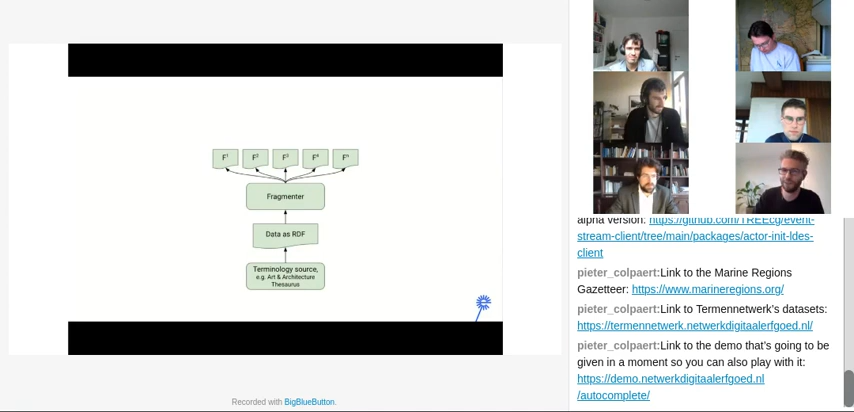 F1 F2 F3 F4 Fn
Fragmenter
Data as RDF
Terminology source,
e.g. Art & Architecture
Thesaurus
Recorded with BigBlueButton.
alpha version: https://github.com/TREEcg/event-
stream-client/tree/main/packages/actor-init-ldes-
client
pieter_colpaert:Link to the Marine Regions
Gazetteer: https://www.marineregions.org/
pieter_colpaert:Link to Termennetwerk's datasets:
https://termennetwerk.netwerkdigitaalerfgoed.nl/
pieter_colpaert:Link to the demo that's going to be
given in a moment so you can also play with it:
https://demo.netwerkdigitaalerfgoed.nl
/autocomplete/